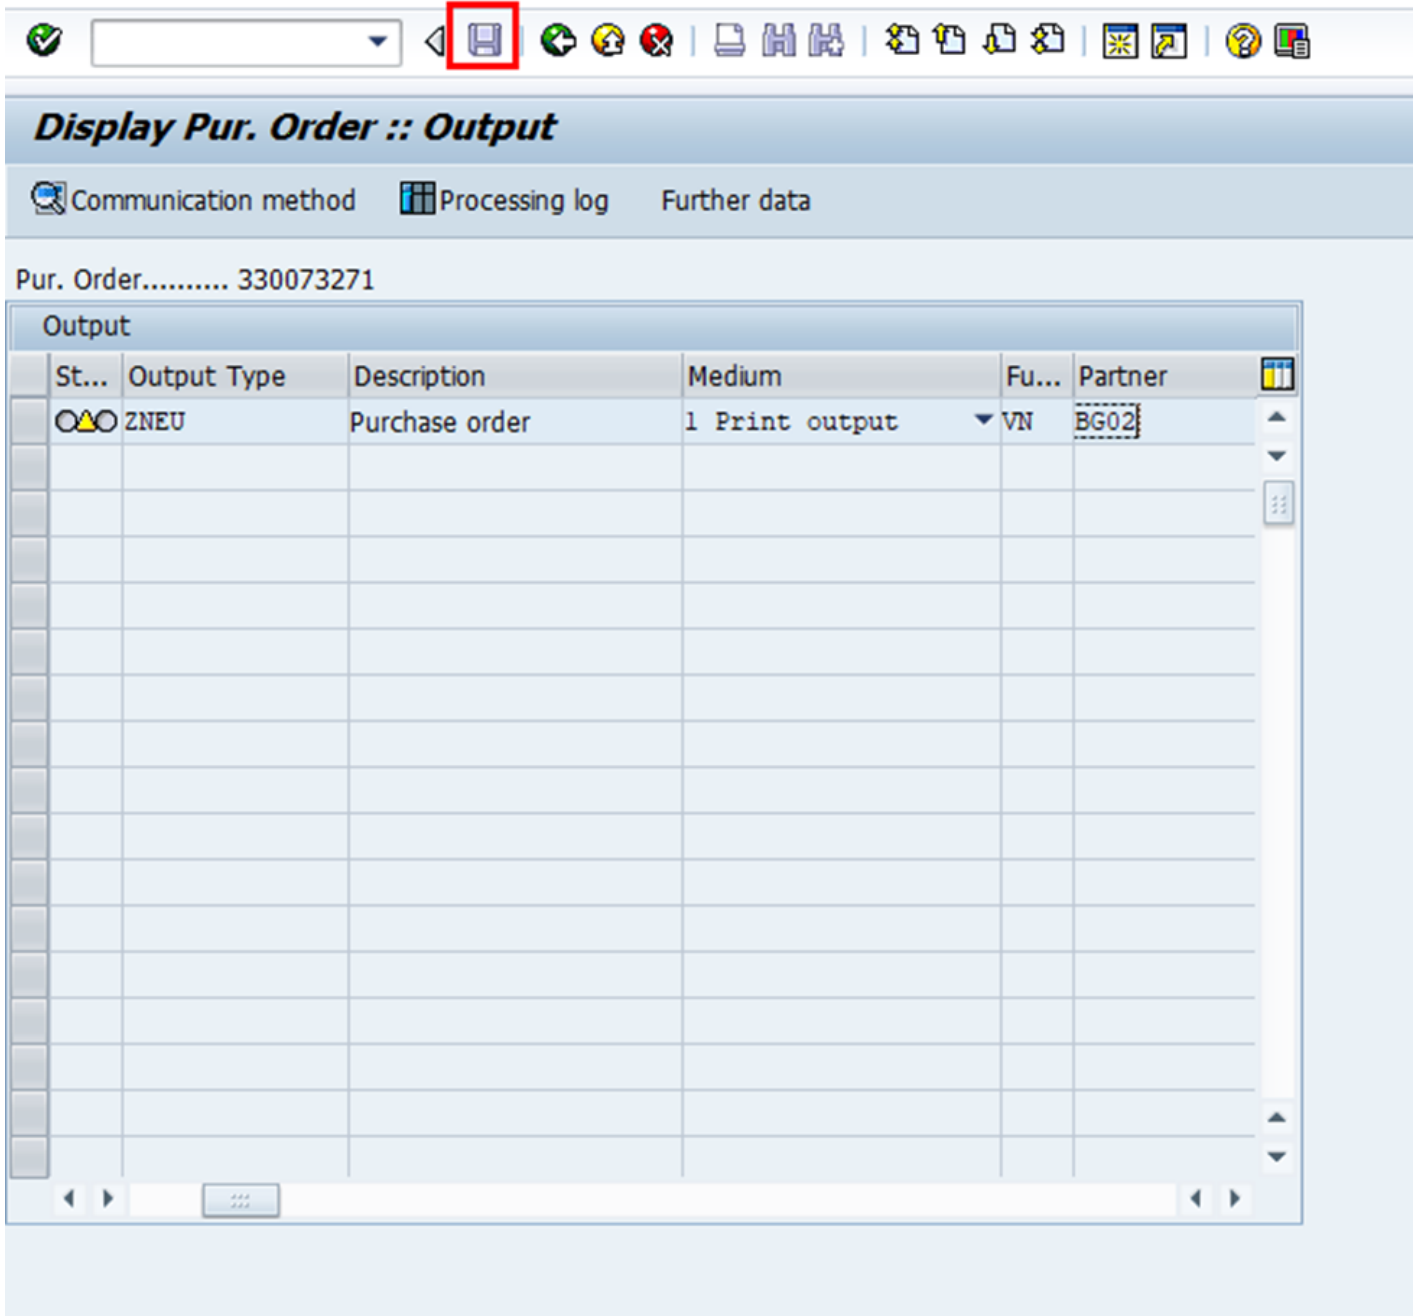 Display Pur. Order :: Output
Communication method Processing log Further data
Pur. Order.......... 330073271
Output
St... Output Type Description Medium Fu... Partner
ZNEU Purchase order 1 Print output VN BG02